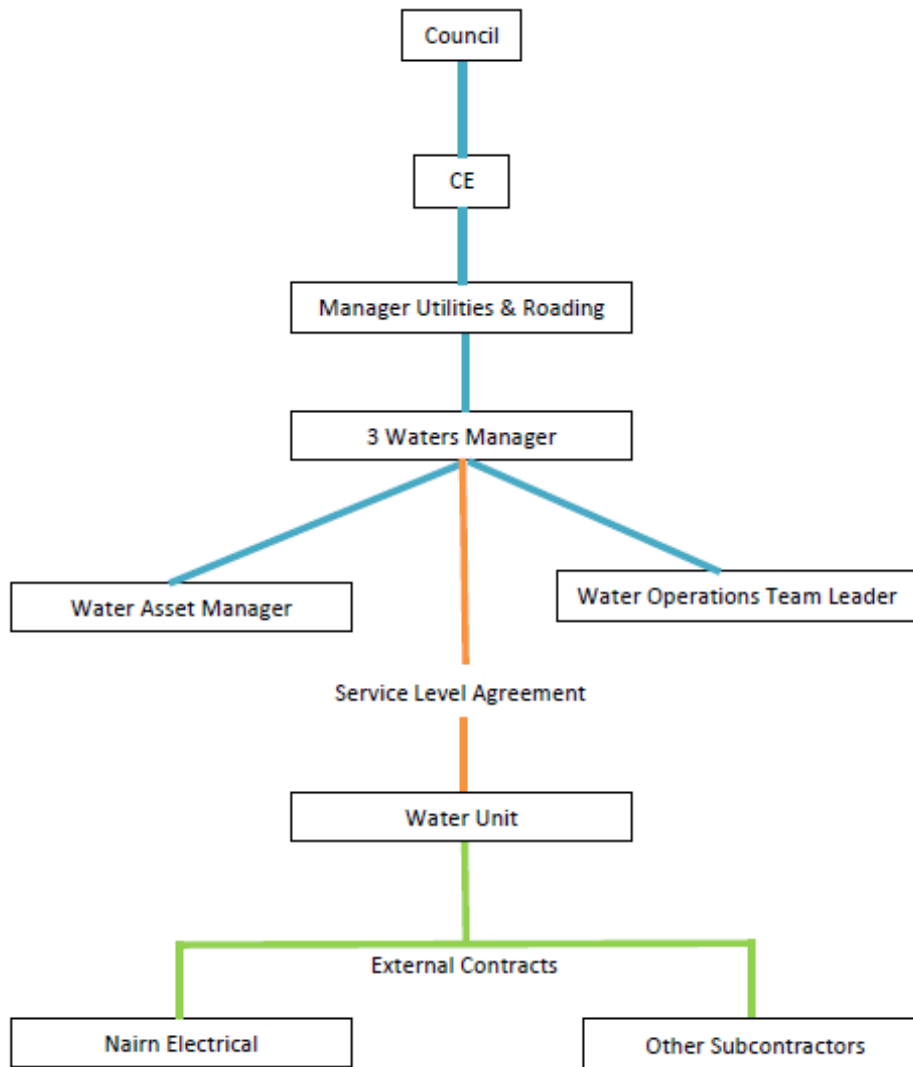 Council
CE
Manager Utilities & Roading
3 Waters Manager
Water Asset Manager
Water Operations Team Leader
Service Level Agreement
Water Unit
External Contracts
Nairn Electrical
Other Subcontractors